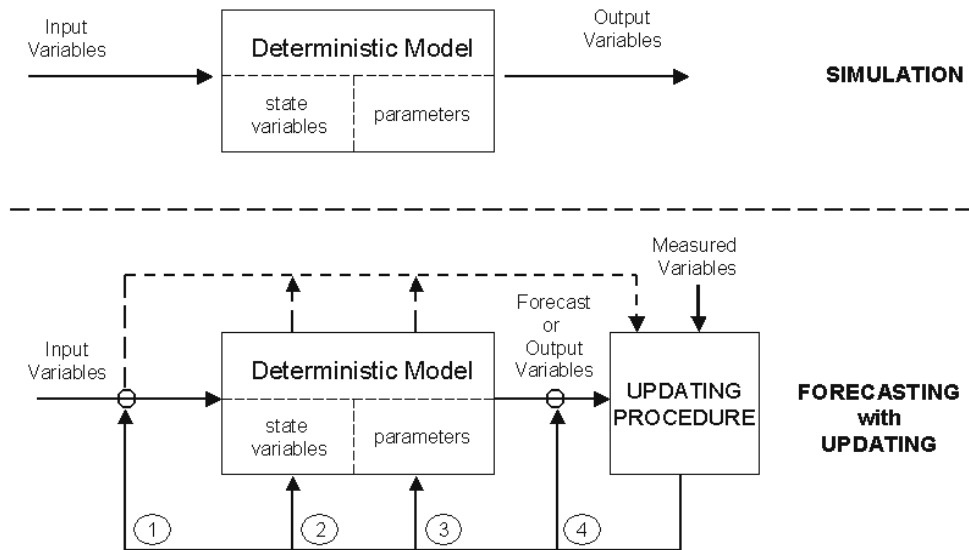 Input
Variables
Deterministic Model
state
variables
parameters
Output
Variables
SIMULATION
Measured
Variables
Input
Variables
Deterministic Model
state
variables
parameters
Forecast
or
Output
Variables
UPDATING
PROCEDURE
FORECASTING
with
UPDATING
1
2
3
4